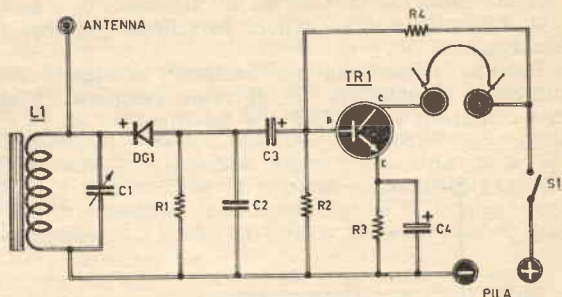 ANTENNA
R4
TR1
L1
C
B
+
DG1
C3
+
E
C1
S1
R1
C2
R2
R3
+
C4
−
+
PILA